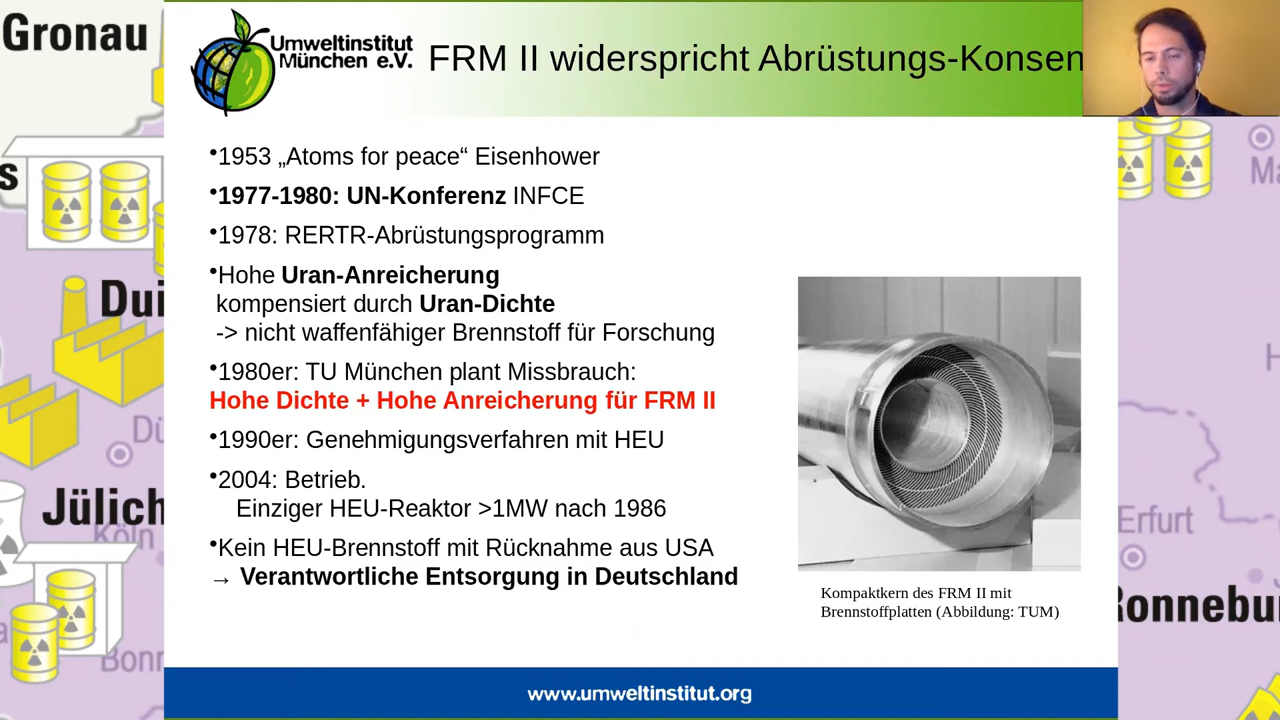 Gronau
s
Dui
Dü
Jülich
Köln
a
Bonn
Umweltinstitut
München e.V.
FRM II widerspricht Abrüstungs-Konsen
•1953 „Atoms for peace“ Eisenhower
•1977-1980: UN-Konferenz INFCE
•1978: RERTR-Abrüstungsprogramm
•Hohe Uran-Anreicherung
kompensiert durch Uran-Dichte
-> nicht waffenfähiger Brennstoff für Forschung
•1980er: TU München plant Missbrauch:
Hohe Dichte + Hohe Anreicherung für FRM II
•1990er: Genehmigungsverfahren mit HEU
•2004: Betrieb.
Einziger HEU-Reaktor >1MW nach 1986
•Kein HEU-Brennstoff mit Rücknahme aus USA
→ Verantwortliche Entsorgung in Deutschland
Kompaktkern des FRM II mit
Brennstoffplatten (Abbildung: TUM)
www.umweltinstitut.org
Ma
H
Erfurt
Ronnebu